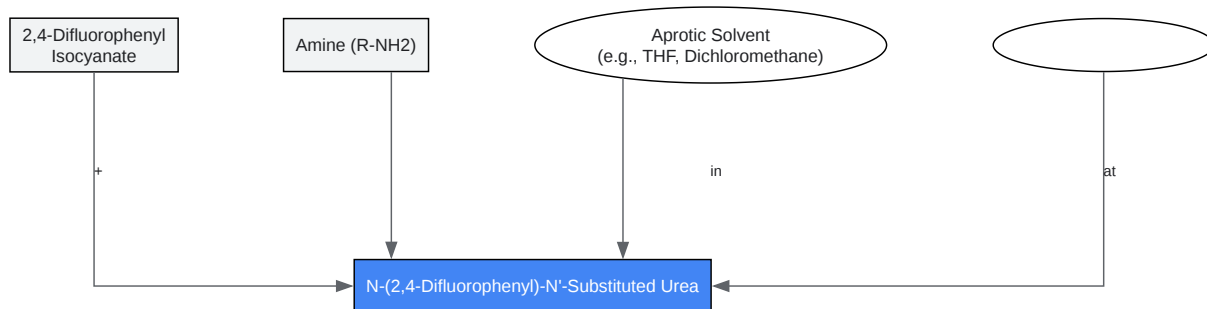 2,4-Difluorophenyl
Isocyanate
Amine (R-NH2)
Aprotic Solvent
(e.g., THF, Dichloromethane)
+
in
at
N-(2,4-Difluorophenyl)-N'-Substituted Urea